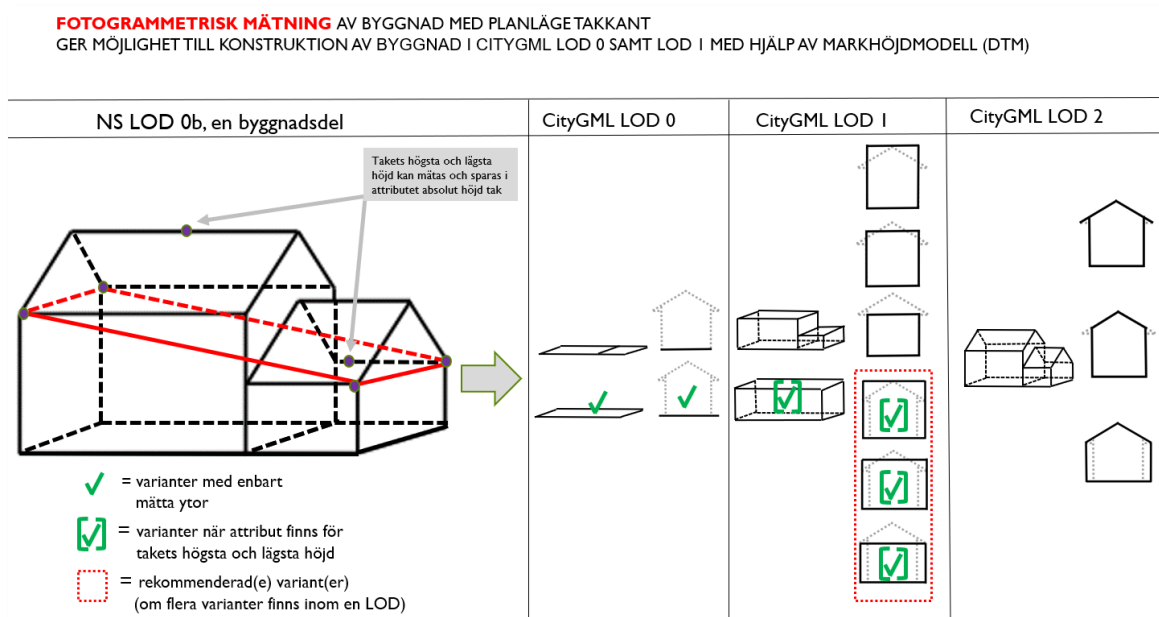 FOTOGRAMMETRISK MÄTNING AV BYGGNAD MED PLANLÄGE TAKKANT
GER MÖJLIGHET TILL KONSTRUKTION AV BYGGNAD I CITYGML LOD 0 SAMT LOD 1 MED HJÄLP AV MARKHÖJDMODELL (DTM)
NS LOD 0b, en byggnadsdel
CityGML LOD 0
CityGML LOD 1
CityGML LOD 2
Takets högsta och lägsta
höjd kan mätas och sparas i
attributet absolut höjd tak
= varianter med enbart
mätta ytor
= varianter när attribut finns för
takets högsta och lägsta höjd
= rekommenderad(e) variant(er)
(om flera varianter finns inom en LOD)